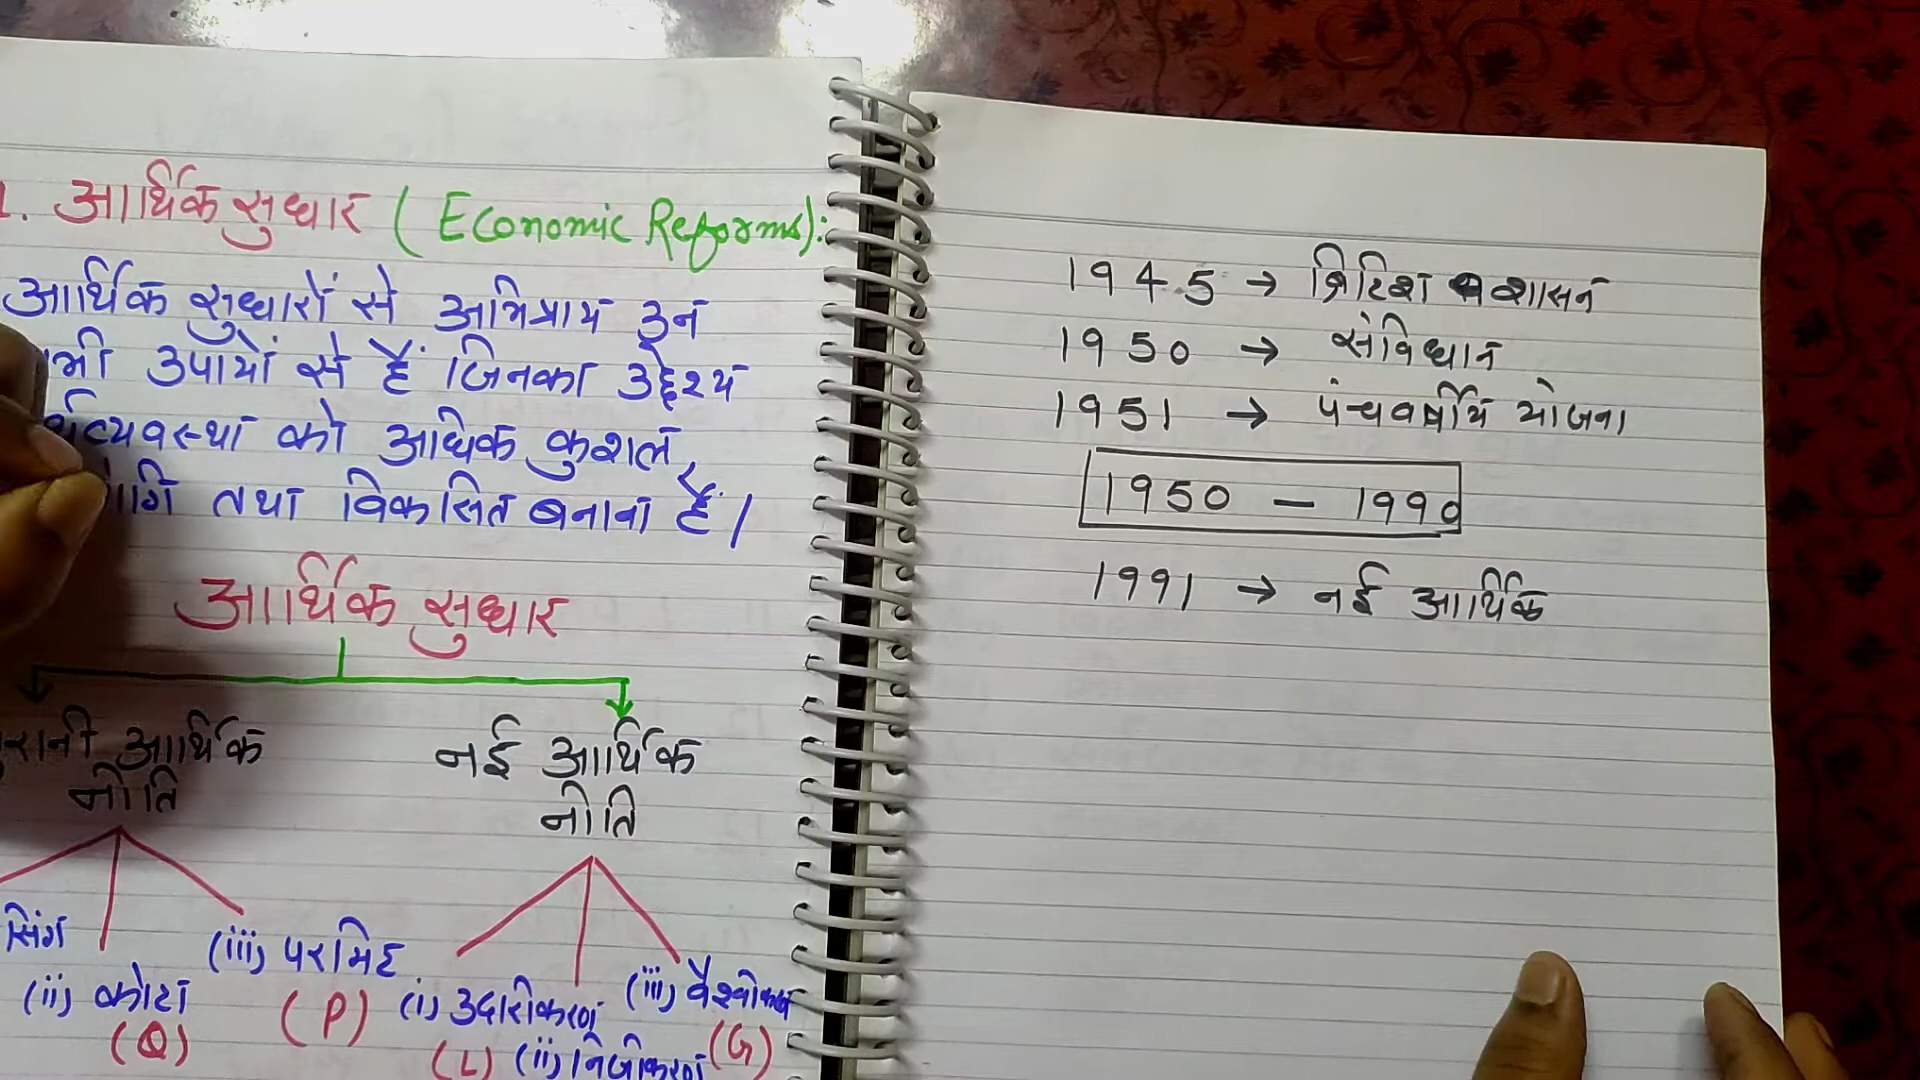 1. आर्थिक सुधार ( Economic Reforms):
आर्थिक सुधारों से अभिप्राय उन
उपायों से हैं जिनका उद्देश्य
को अधिक कुशल,
तथा विकसित बनाना है।
आर्थिक सुधार
आर्थिक
नीति
नई आर्थिक
नीति
(ii) कोटा
(Q)
(iii) परमिट
(P)
(i) उदारीकरण
(L)
(ii) निजीकरण
(iii) वैश्वीकरण
(G)
1945 → ब्रिटिश शासन
1950 → संविधान
1951 → पंचवर्षीय योजना
1950 - 1990
1991 → नई आर्थिक